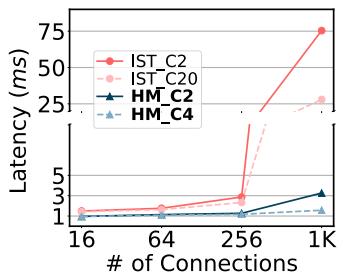 75
50
25
5
3
1
Latency (ms)
IST_C2
IST_C20
HM_C2
HM_C4
16 64 256 1K
# of Connections